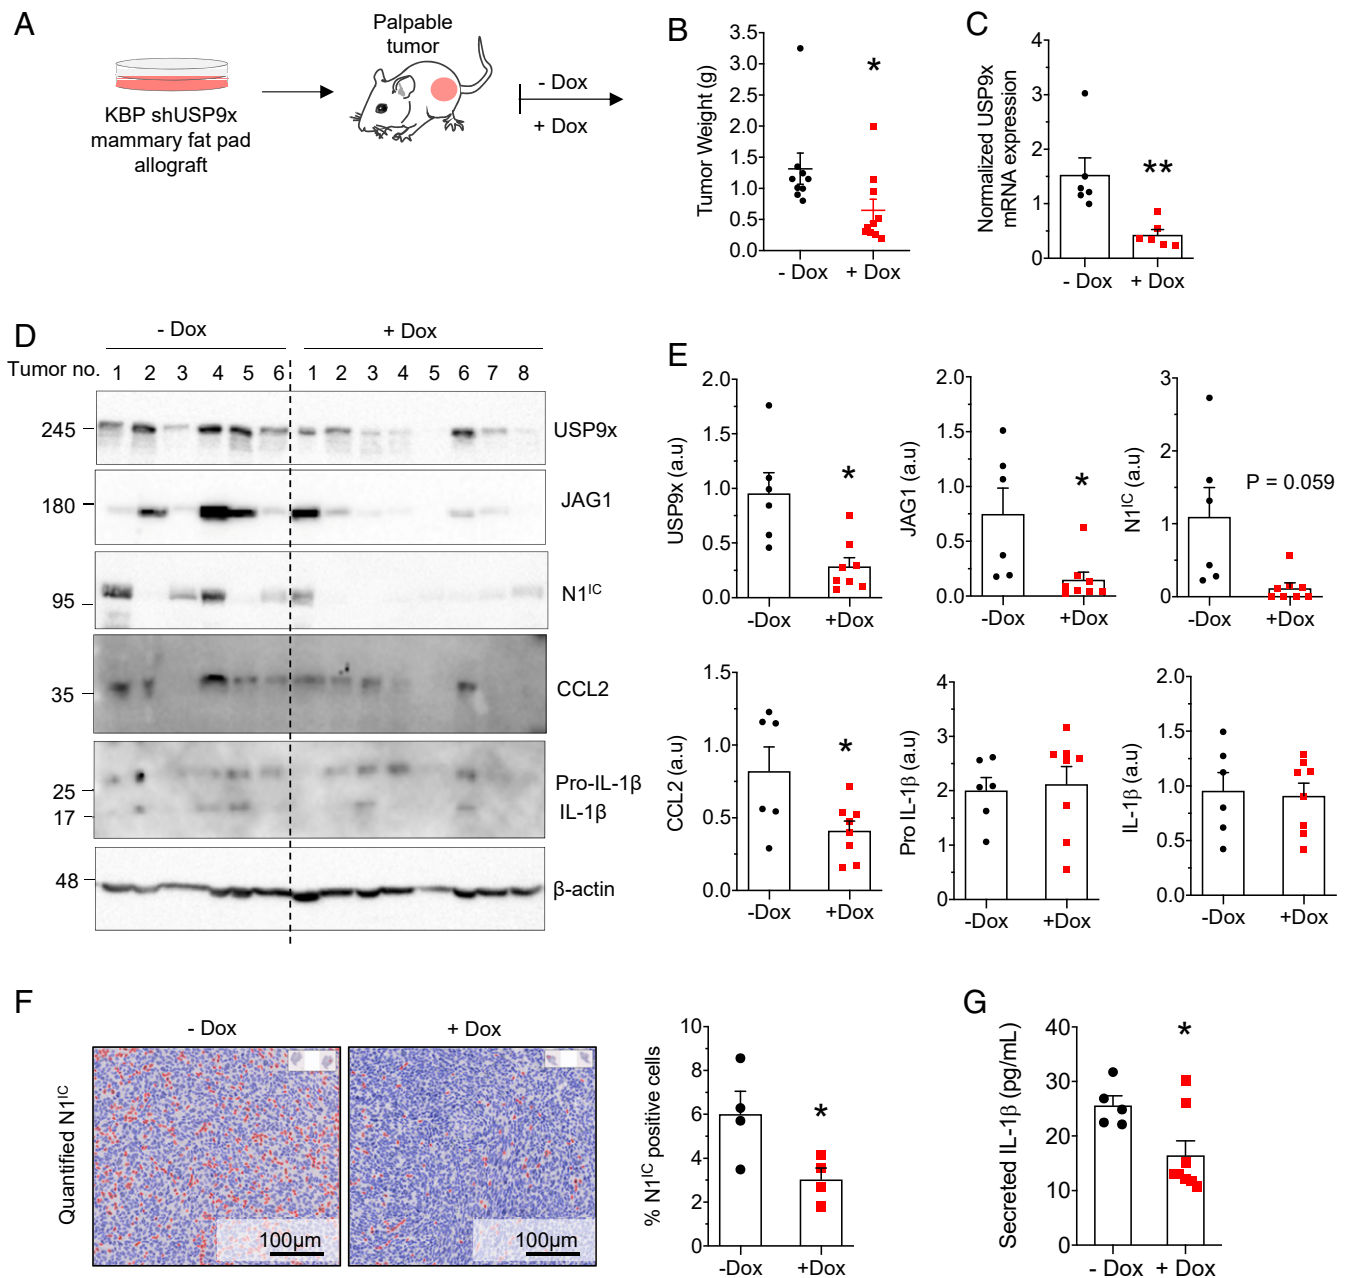 A
KBP shUSP9x
mammary fat pad
allograft
Palpable
tumor
- Dox
+ Dox
B
Tumor Weight (g)
3.5
3.0
2.5
2.0
1.5
1.0
0.5
0.0
*
- Dox
+ Dox
C
Normalized USP9x
mRNA expression
4
3
2
1
0
**
- Dox
+ Dox
D
- Dox
+ Dox
Tumor no.
1 2 3 4 5 6 1 2 3 4 5 6 7 8
245
USP9x
180
JAG1
95
N1IC
35
CCL2
25
17
Pro-IL-1β
IL-1β
48
β-actin
E
USP9x (a.u)
2.0
1.5
1.0
0.5
0.0
*
-Dox
+Dox
JAG1 (a.u)
2.0
1.5
1.0
0.5
0.0
*
-Dox
+Dox
N1IC (a.u)
3
2
1
0
P = 0.059
-Dox
+Dox
CCL2 (a.u)
1.5
1.0
0.5
0.0
*
-Dox
+Dox
Pro IL-1β (a.u)
4
3
2
1
0
-Dox
+Dox
IL-1β (a.u)
2.0
1.5
1.0
0.5
0.0
-Dox
+Dox
F
Quantified N1IC
- Dox
+ Dox
100µm
100µm
% N1IC positive cells
10
8
6
4
2
0
*
-Dox
+Dox
G
Secreted IL-1β (pg/mL)
40
30
20
10
0
*
- Dox
+ Dox